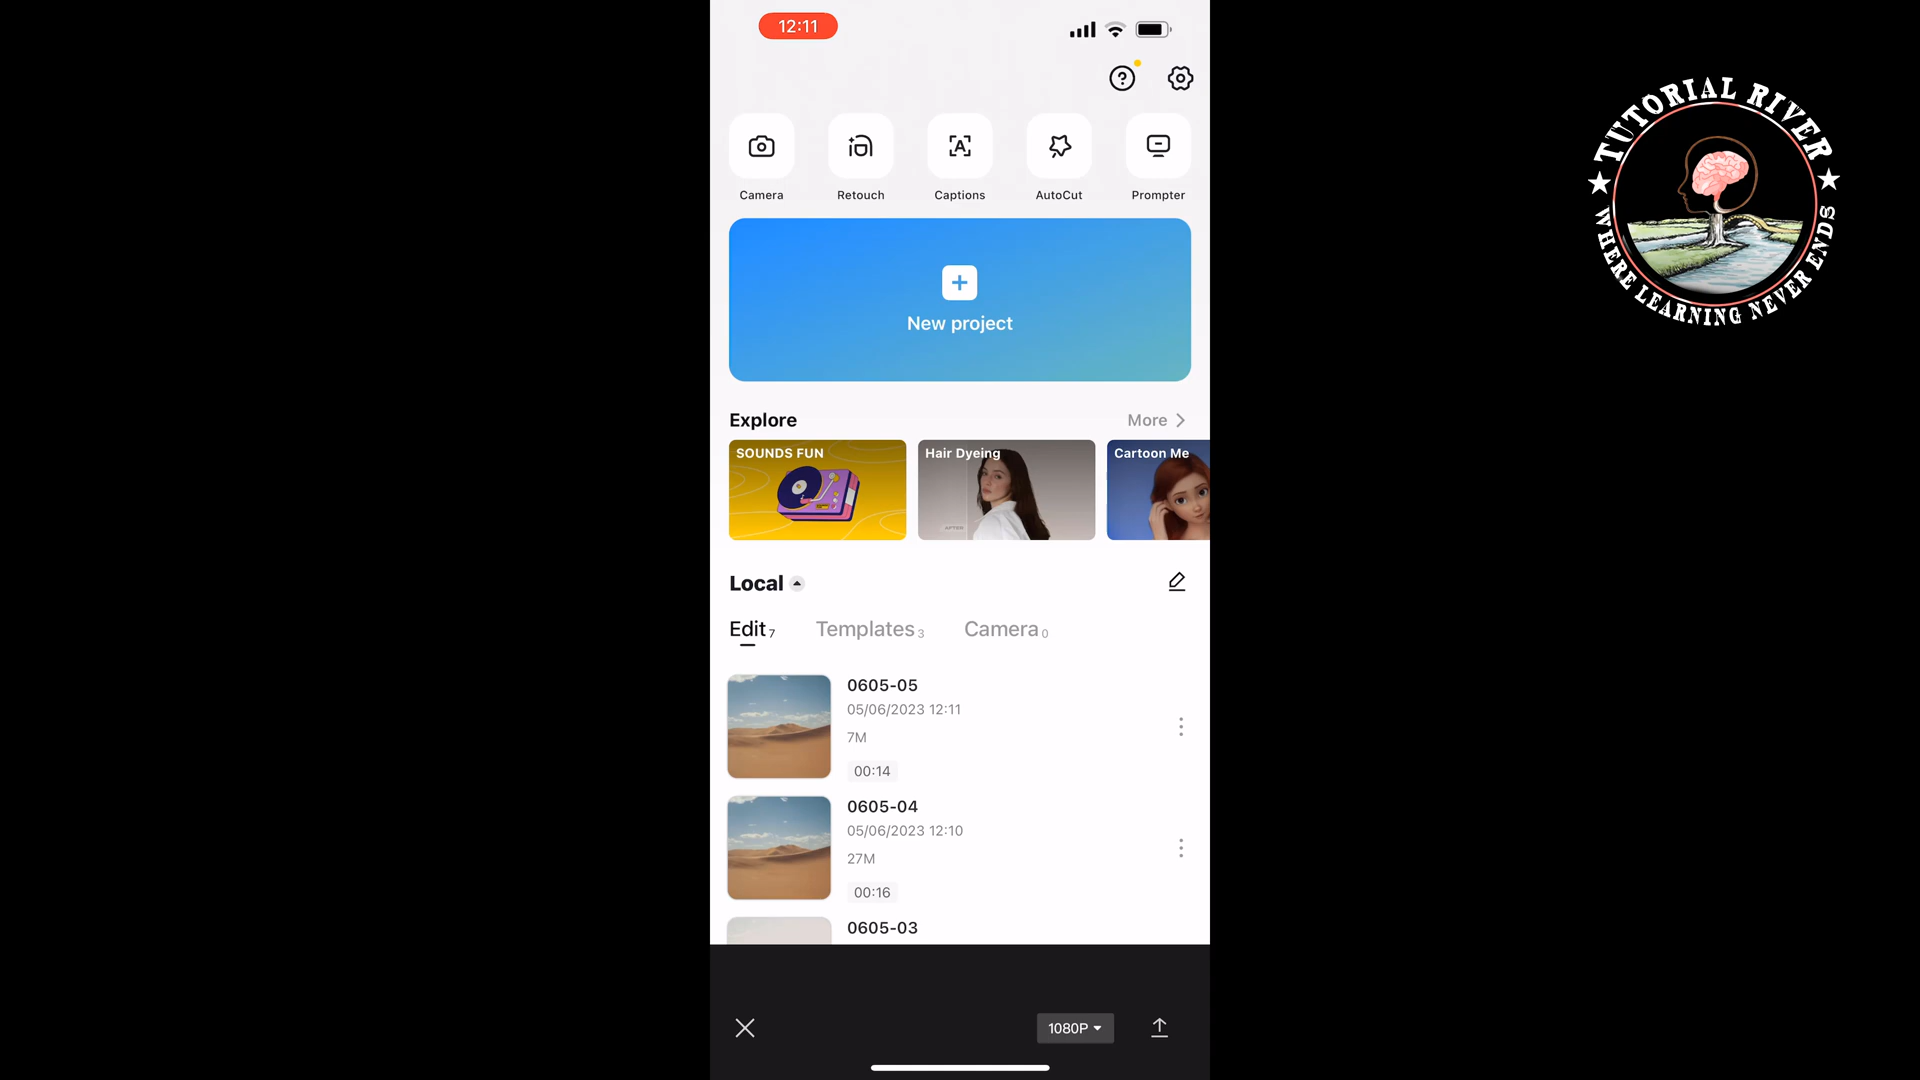 12:11
Camera
Retouch
Captions
AutoCut
Prompter
New project
Explore
More
SOUNDS FUN
Hair Dyeing
Cartoon Me
AFTER
Local
Edit 7
Templates 3
Camera 0
0605-05
05/06/2023 12:11
7M
00:14
0605-04
05/06/2023 12:10
27M
00:16
0605-03
1080P
TUTORIAL RIVER
WHERE LEARNING NEVER ENDS